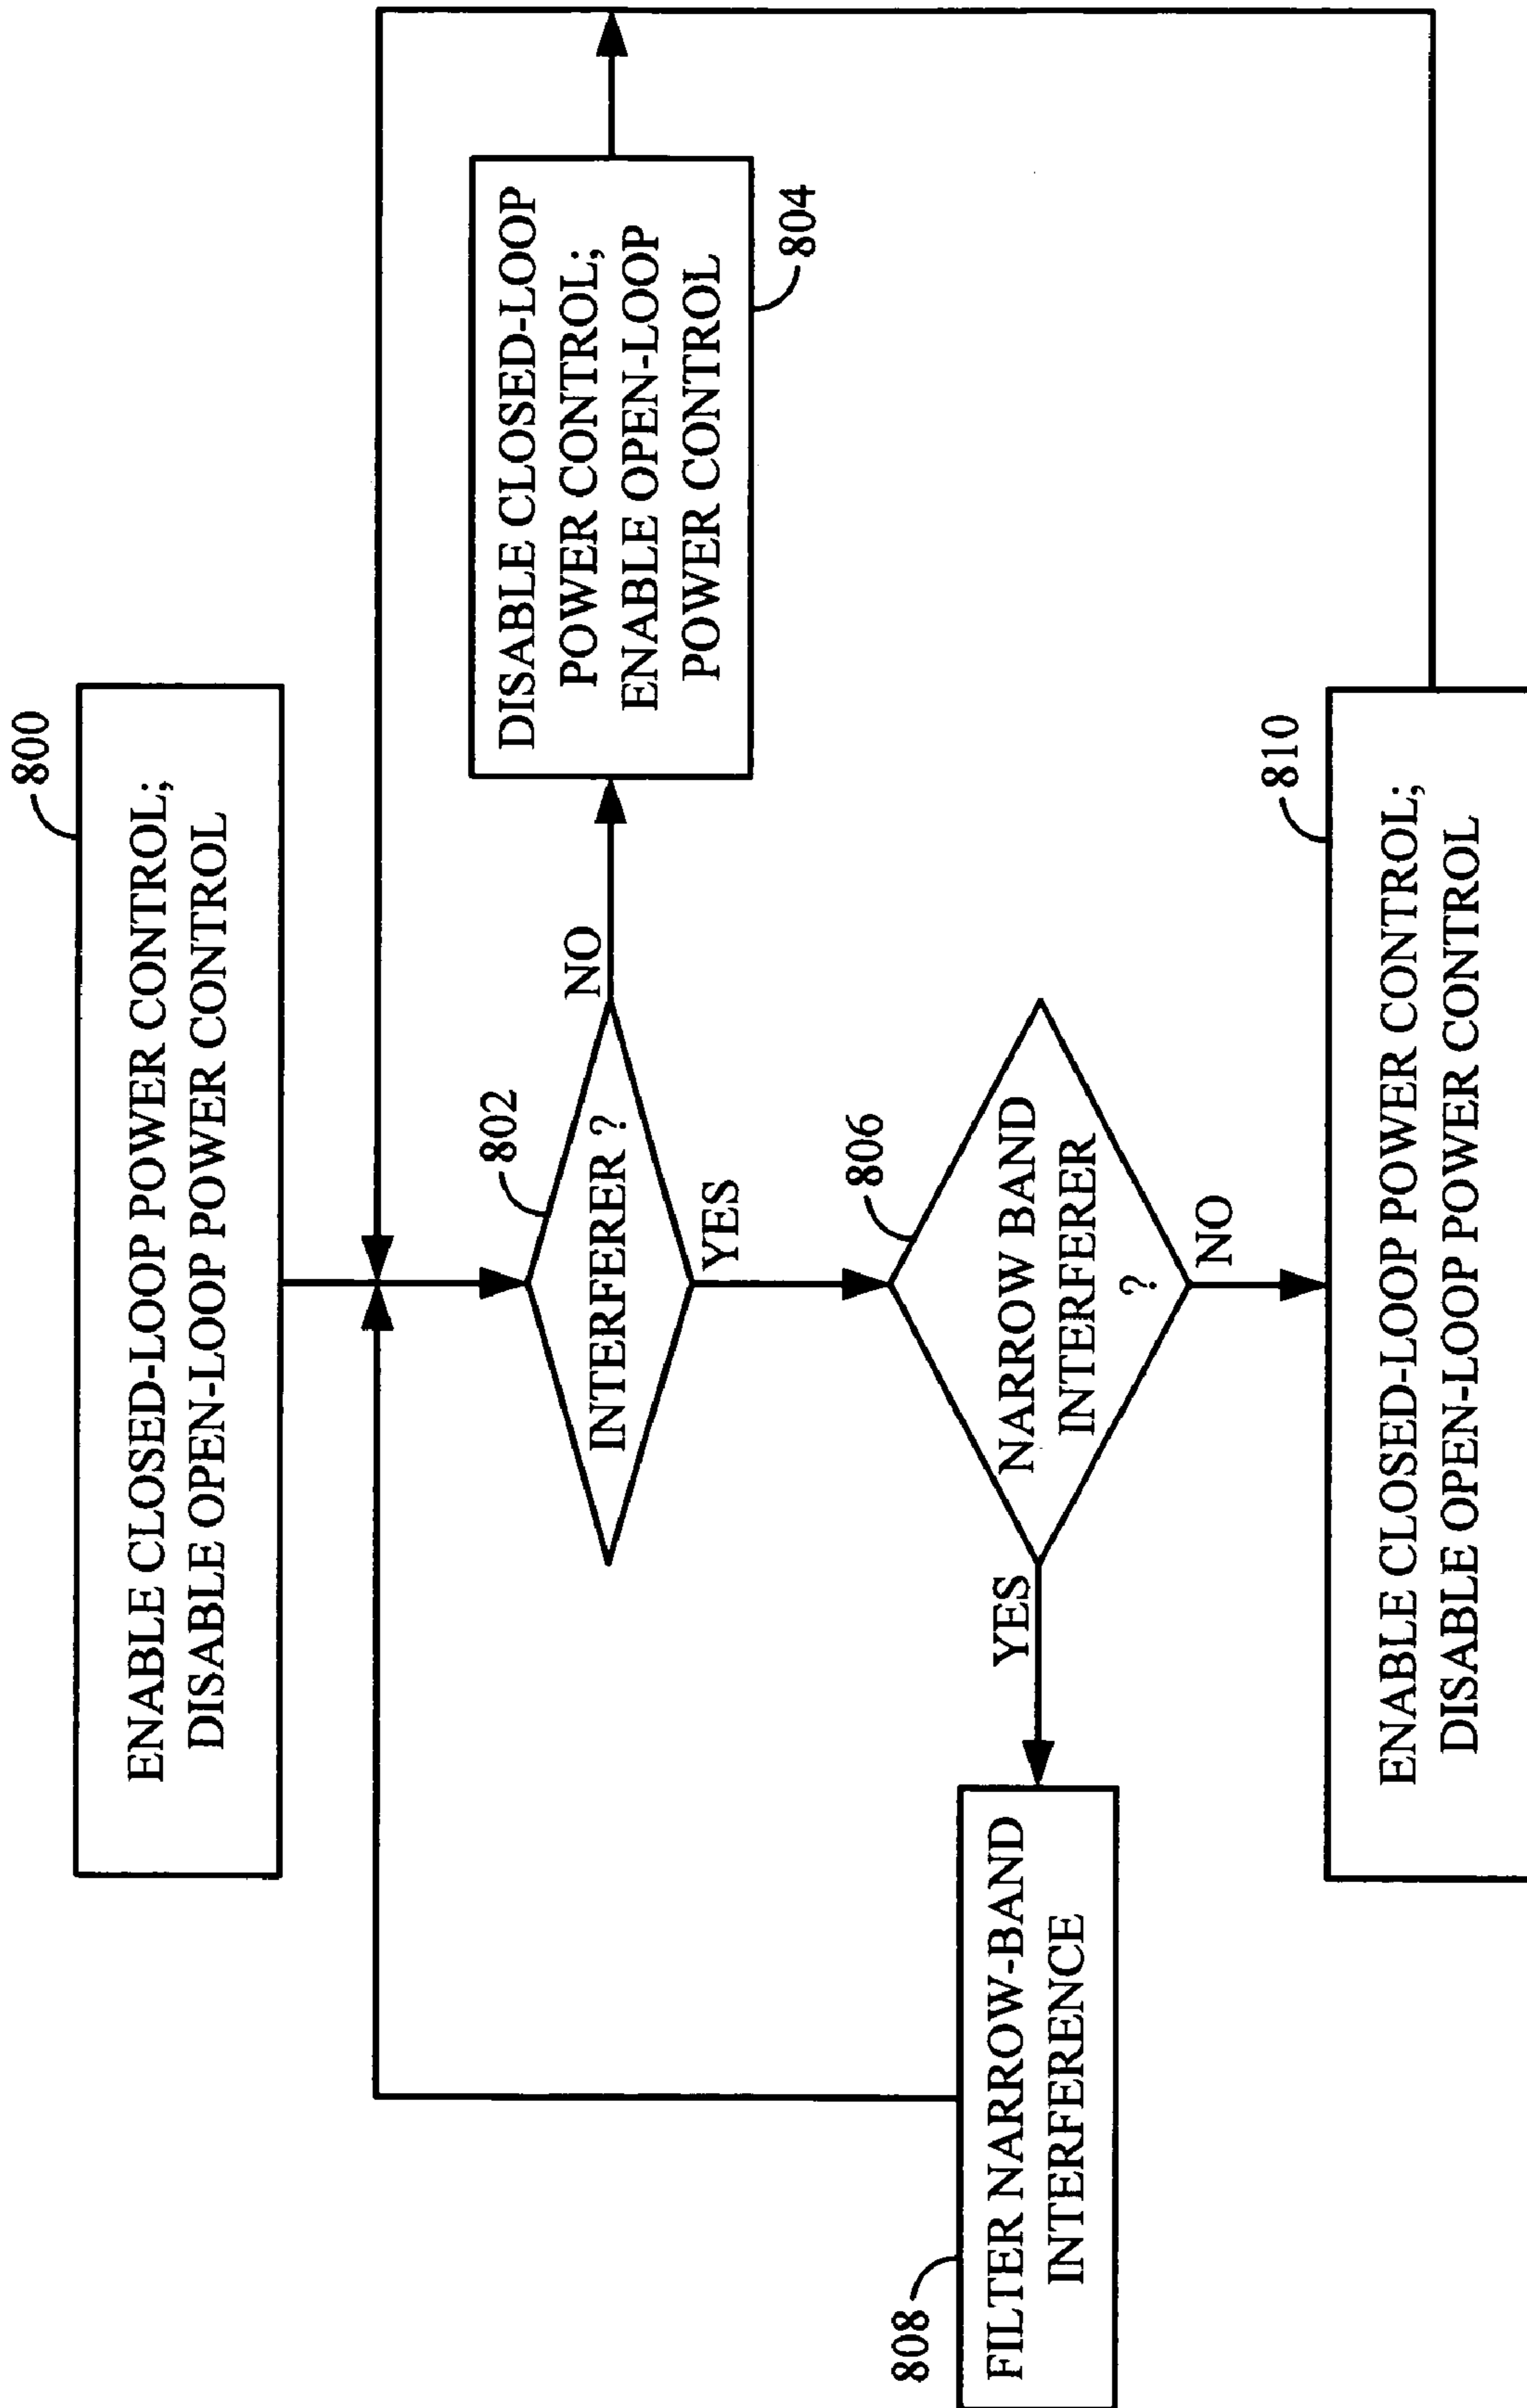 800
ENABLE CLOSED-LOOP POWER CONTROL;
DISABLE OPEN-LOOP POWER CONTROL
802
INTERFERER ?
NO
DISABLE CLOSED-LOOP
POWER CONTROL;
ENABLE OPEN-LOOP
POWER CONTROL
804
YES
806
NARROW BAND
INTERFERER
?
YES
NO
808
FILTER NARROW-BAND
INTERFERENCE
810
ENABLE CLOSED-LOOP POWER CONTROL;
DISABLE OPEN-LOOP POWER CONTROL